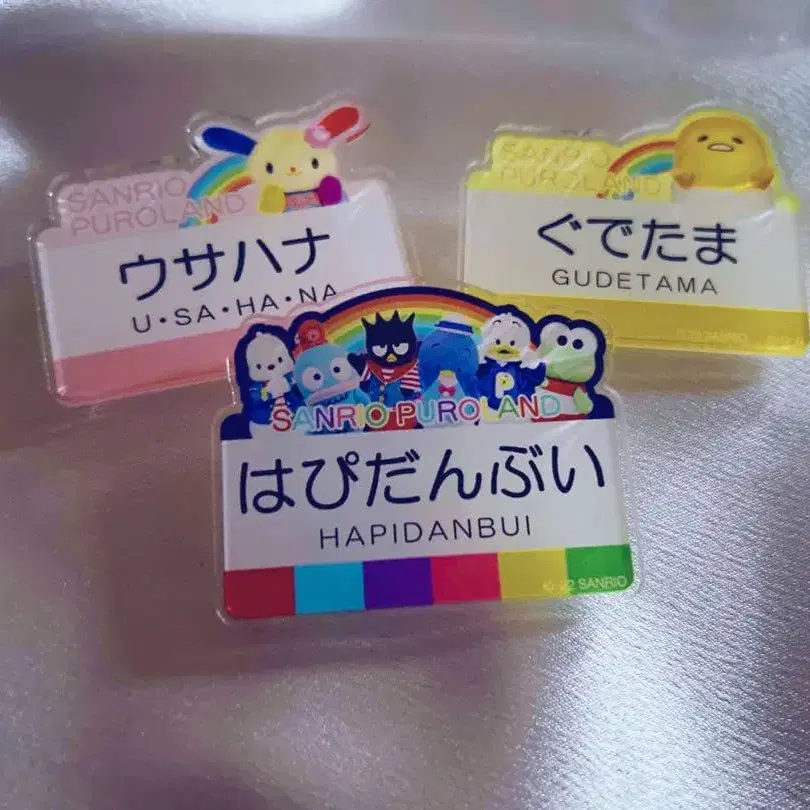 SANRIO
PUROLAND
ウサハナ
U・SA・HA・NA
SANRIO
PUROLAND
ぐでたま
GUDETAMA
P
SANRIO PUROLAND
はぴだんぶい
HAPIDANBUI
SANRIO